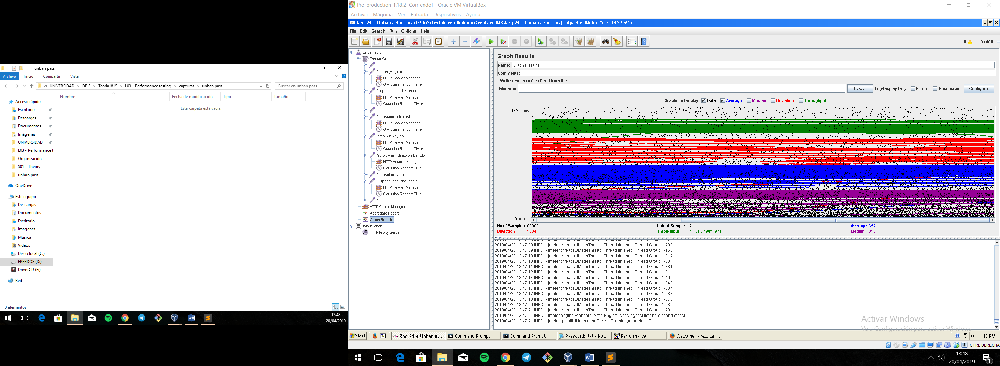 unban pass
Archivo Inicio Compartir Vista
« UNIVERSIDAD > DP 2 > Teoria1819 > L03 - Performance testing > capturas > unban pass
Buscar en unban pass
Nombre Fecha de modificación Tipo Tamaño
Esta carpeta está vacía.
Acceso rápido
Escritorio
Descargas
Documentos
Imágenes
UNIVERSIDAD
L03 - Performance t
Organización
S01 - Theory
unban pass
OneDrive
Este equipo
Descargas
Documentos
Escritorio
Imágenes
Música
Vídeos
Disco local (C:)
FREEDOS (D:)
DriverCD (F:)
Red
0 elementos
13:48
20/04/2019
Pre-production-1.18.2 [Corriendo] - Oracle VM VirtualBox
Archivo Máquina Ver Entrada Dispositivos Ayuda
Req 24-4 Unban actor.jmx (E:\D03\Test de rendimiento\Archivos JMX\Req 24-4 Unban actor.jmx) - Apache JMeter (2.9 r1437961)
File Edit Search Run Options Help
0 0 / 400
Unban actor
Thread Group
/
/security/login.do
HTTP Header Manager
Gaussian Random Timer
/j_spring_security_check
HTTP Header Manager
Gaussian Random Timer
/
/actor/administrator/list.do
HTTP Header Manager
Gaussian Random Timer
/actor/display.do
HTTP Header Manager
Gaussian Random Timer
/actor/administrator/unBan.do
HTTP Header Manager
Gaussian Random Timer
/actor/display.do
/j_spring_security_logout
HTTP Header Manager
Gaussian Random Timer
/
HTTP Cookie Manager
Aggregate Report
Graph Results
WorkBench
HTTP Proxy Server
Graph Results
Name: Graph Results
Comments:
Write results to file / Read from file
Filename Browse... Log/Display Only: Errors Successes Configure
Graphs to Display Data Average Median Deviation Throughput
1426 ms
0 ms
No of Samples 80000 Latest Sample 12 Average 652
Deviation 1004 Throughput 14,131.779/minute Median 315
2019/04/20 13:47:09 INFO - jmeter.threads.JMeterThread: Thread finished: Thread Group 1-203
2019/04/20 13:47:09 INFO - jmeter.threads.JMeterThread: Thread finished: Thread Group 1-153
2019/04/20 13:47:10 INFO - jmeter.threads.JMeterThread: Thread finished: Thread Group 1-312
2019/04/20 13:47:10 INFO - jmeter.threads.JMeterThread: Thread finished: Thread Group 1-83
2019/04/20 13:47:11 INFO - jmeter.threads.JMeterThread: Thread finished: Thread Group 1-381
2019/04/20 13:47:12 INFO - jmeter.threads.JMeterThread: Thread finished: Thread Group 1-8
2019/04/20 13:47:14 INFO - jmeter.threads.JMeterThread: Thread finished: Thread Group 1-400
2019/04/20 13:47:16 INFO - jmeter.threads.JMeterThread: Thread finished: Thread Group 1-340
2019/04/20 13:47:17 INFO - jmeter.threads.JMeterThread: Thread finished: Thread Group 1-204
2019/04/20 13:47:17 INFO - jmeter.threads.JMeterThread: Thread finished: Thread Group 1-288
2019/04/20 13:47:18 INFO - jmeter.threads.JMeterThread: Thread finished: Thread Group 1-270
2019/04/20 13:47:20 INFO - jmeter.threads.JMeterThread: Thread finished: Thread Group 1-285
2019/04/20 13:47:21 INFO - jmeter.threads.JMeterThread: Thread finished: Thread Group 1-29
2019/04/20 13:47:21 INFO - jmeter.engine.StandardJMeterEngine: Notifying test listeners of end of test
2019/04/20 13:47:21 INFO - jmeter.gui.util.JMeterMenuBar: setRunning(false,*local*)
Activar Windows
Ve a Configuración para activar Windows.
Start Req 24-4 Unban a... Command Prompt Command Prompt Passwords.txt - Not... Performance Welcome! - Mozilla ... « 1:48 PM
CTRL DERECHA
13:48
20/04/2019
1